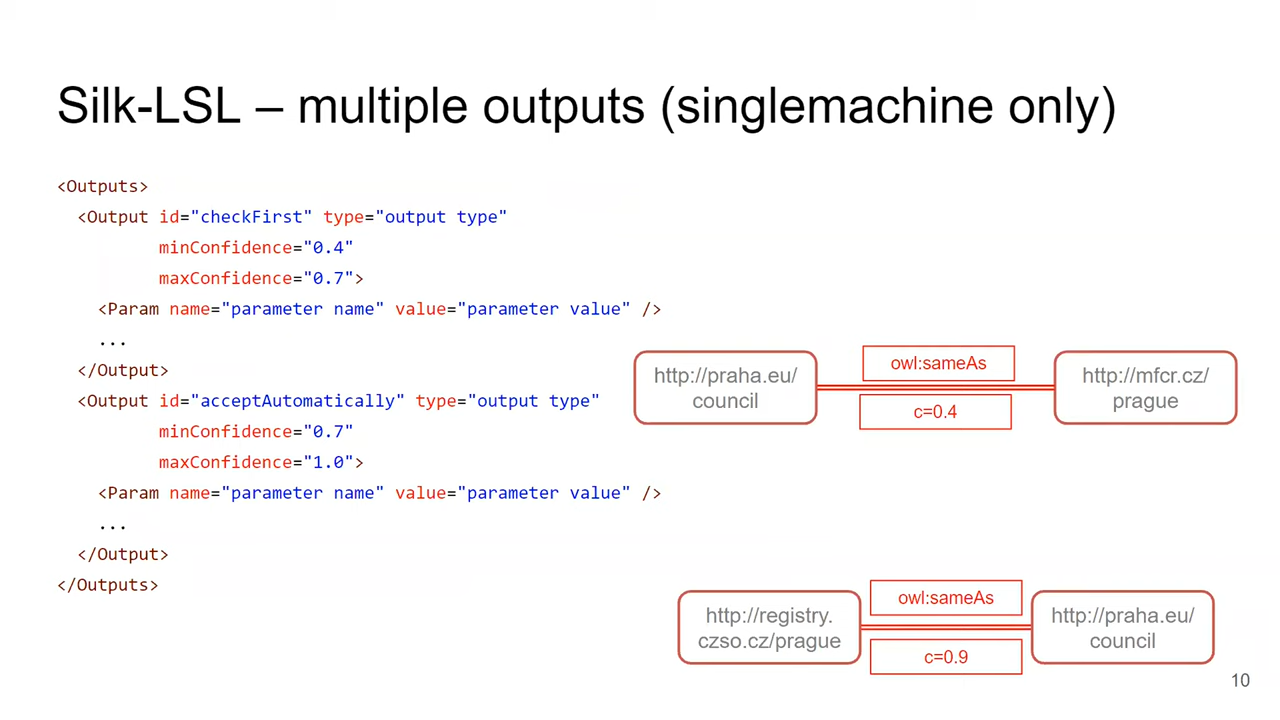 Silk-LSL – multiple outputs (singlemachine only)
<Outputs>
<Output id="checkFirst" type="output type"
minConfidence="0.4"
maxConfidence="0.7">
<Param name="parameter name" value="parameter value" />
...
</Output>
<Output id="acceptAutomatically" type="output type"
minConfidence="0.7"
maxConfidence="1.0">
<Param name="parameter name" value="parameter value" />
...
</Output>
</Outputs>
http://praha.eu/
council
owl:sameAs
c=0.4
http://mfcr.cz/
prague
http://registry.
czso.cz/prague
owl:sameAs
c=0.9
http://praha.eu/
council
10